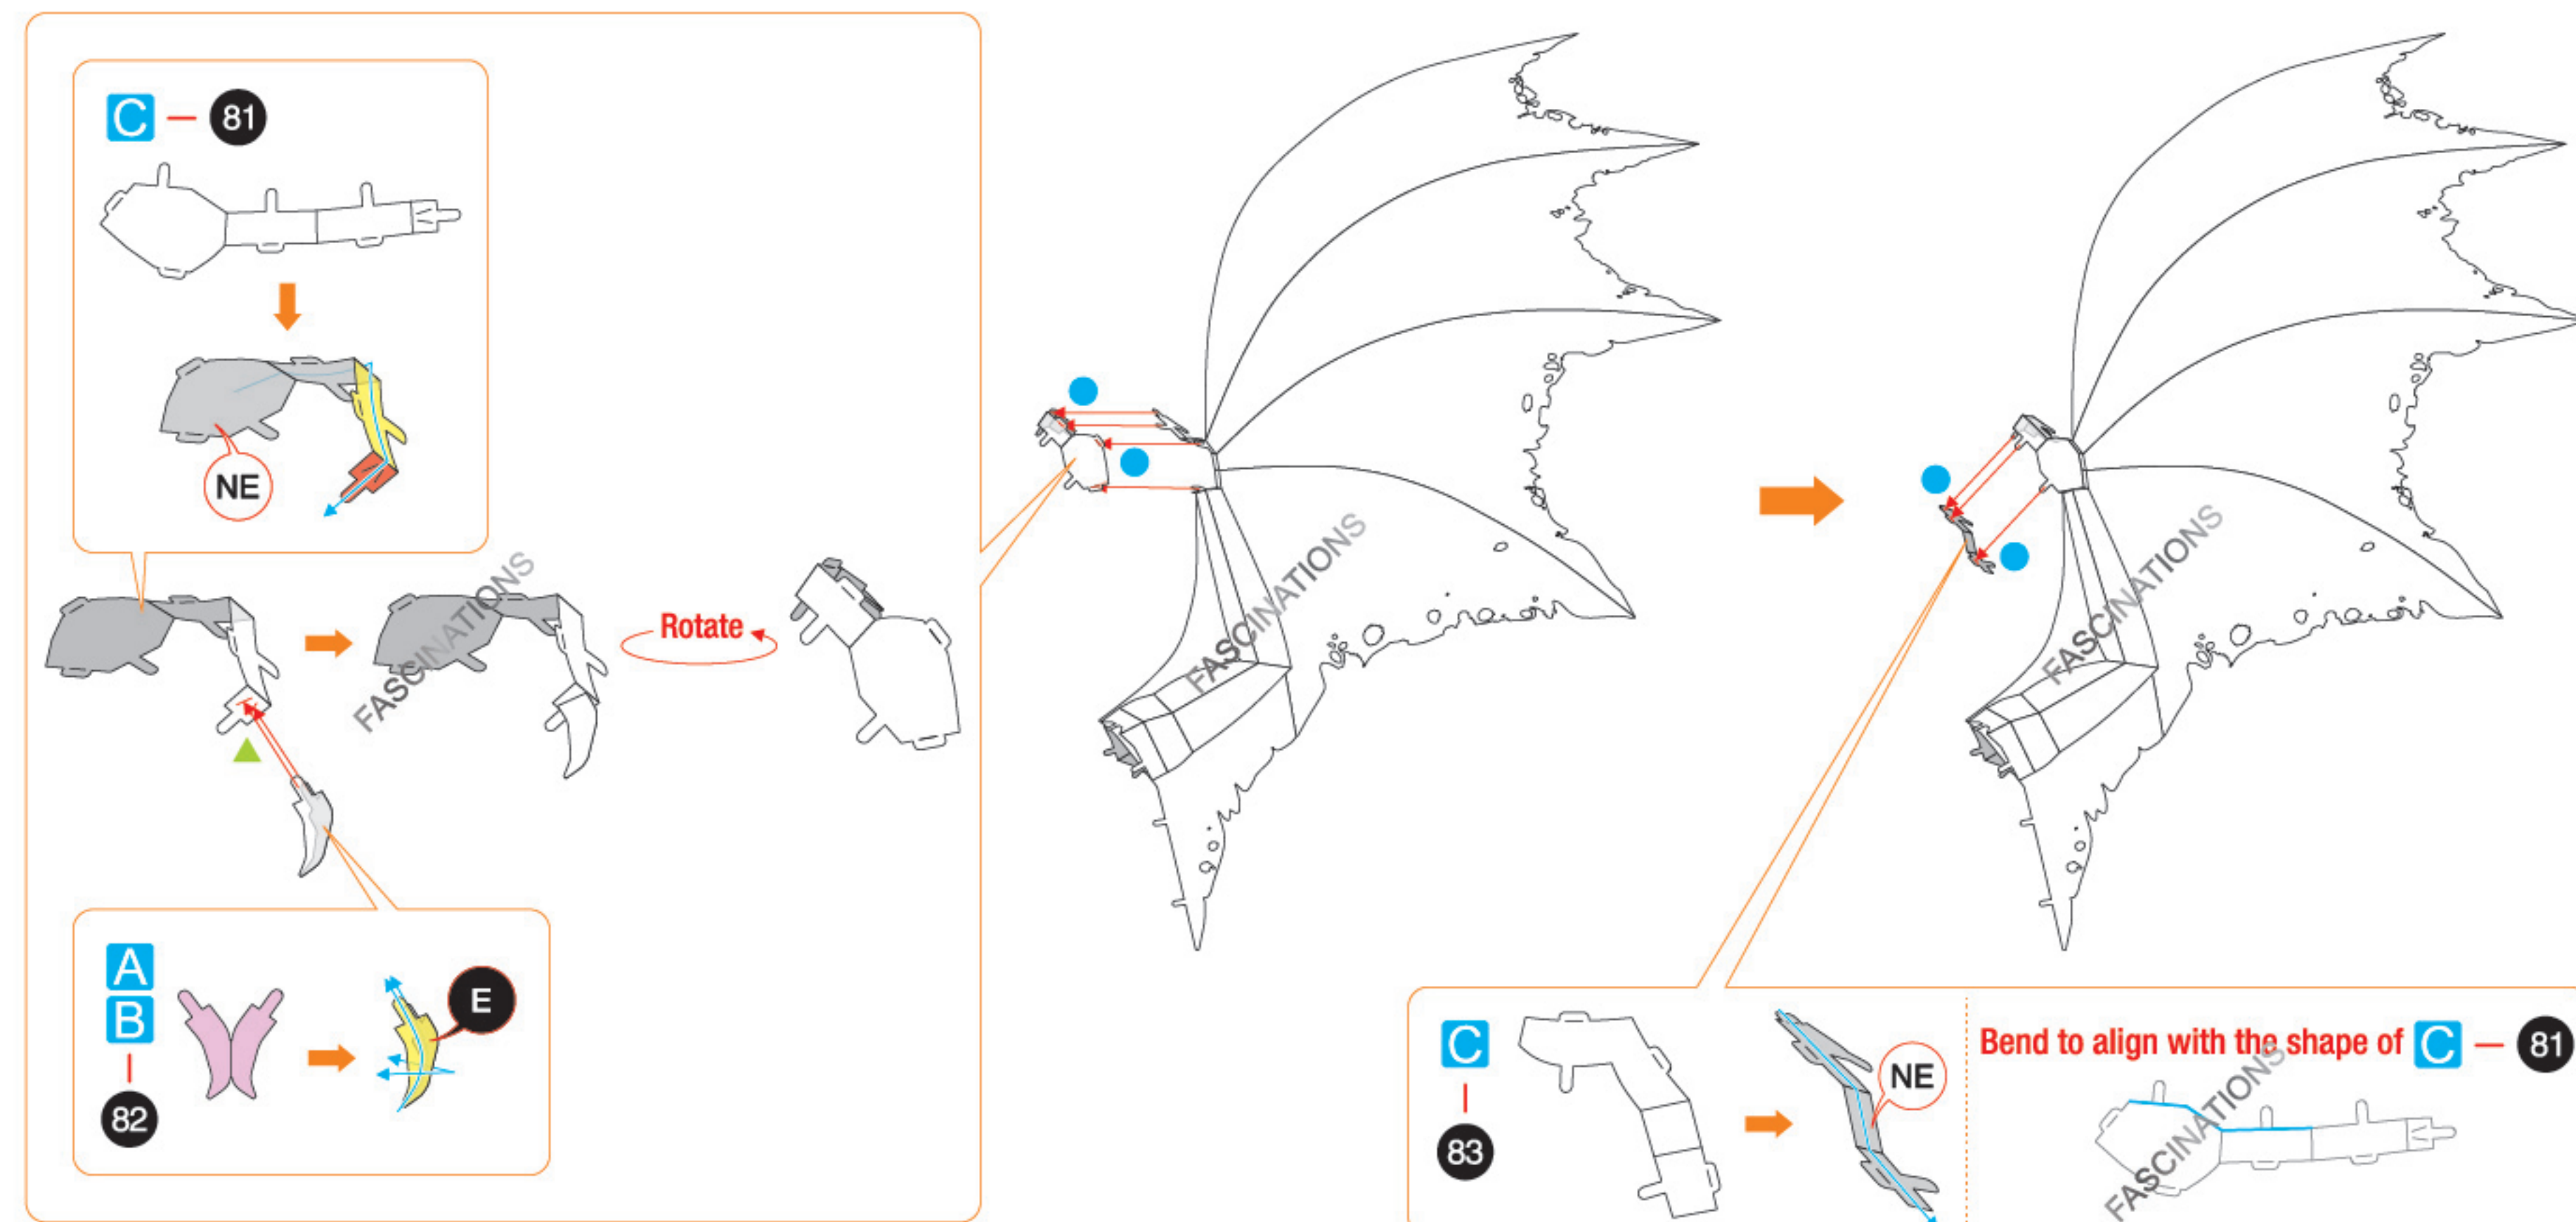 C — 81
NE
FASCINATIONS
Rotate
A
B
82
E
FASCINATIONS
FASCINATIONS
C
83
NE
Bend to align with the shape of C — 81
FASCINATIONS